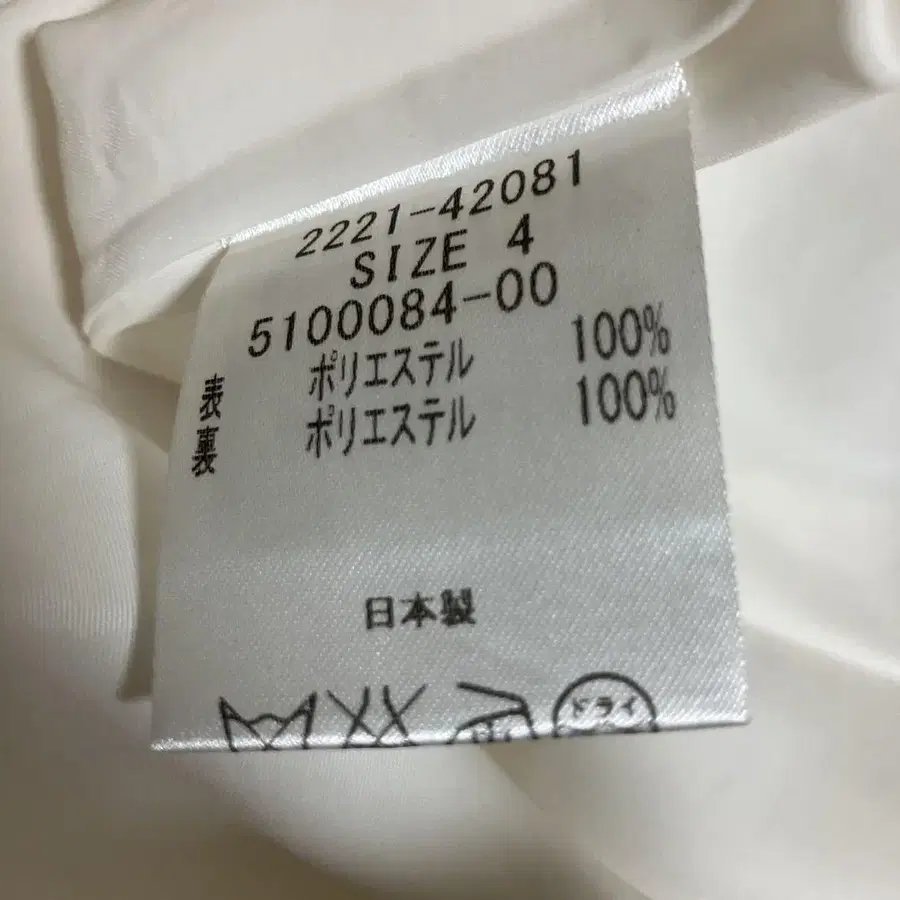 2221-42081
SIZE 4
5100084-00
表 ポリエステル 100%
裏 ポリエステル 100%
日本製
ドライ